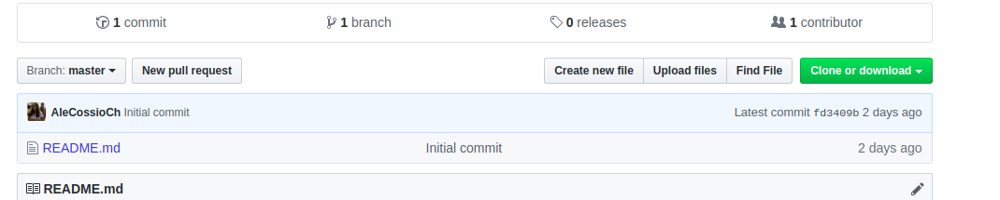 1 commit 1 branch 0 releases 1 contributor
Branch: master New pull request Create new file Upload files Find File Clone or download
AleCossioCh Initial commit Latest commit fd3409b 2 days ago
README.md Initial commit 2 days ago
README.md